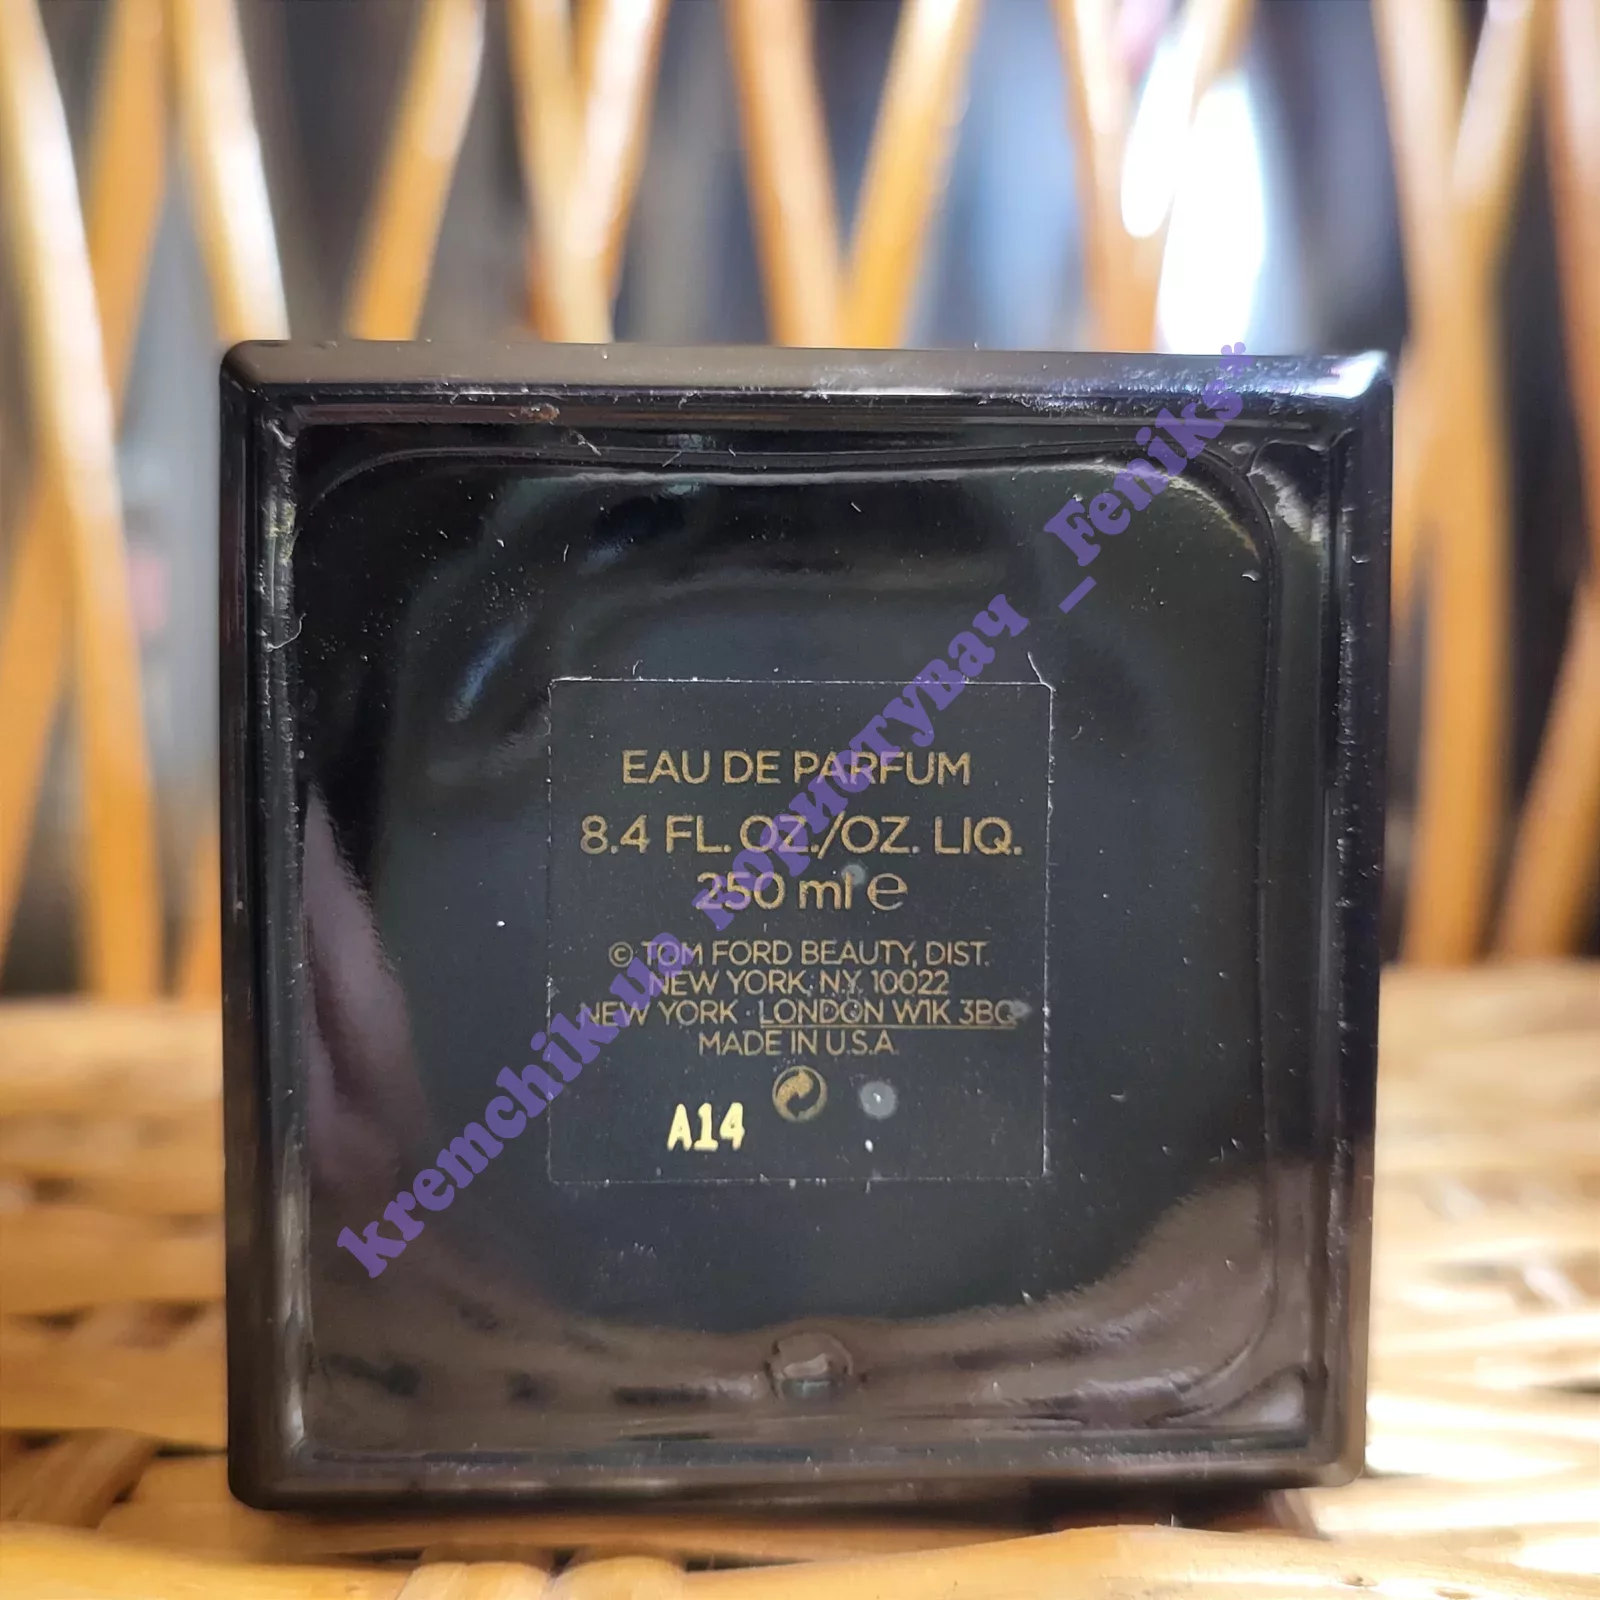 EAU DE PARFUM
8.4 FL. OZ./OZ. LIQ.
250 ml e
© TOM FORD BEAUTY, DIST.
NEW YORK, N.Y. 10022
NEW YORK · LONDON W1K 3BQ
MADE IN U.S.A.
A14
kremchik.ua користувач _Feniks*